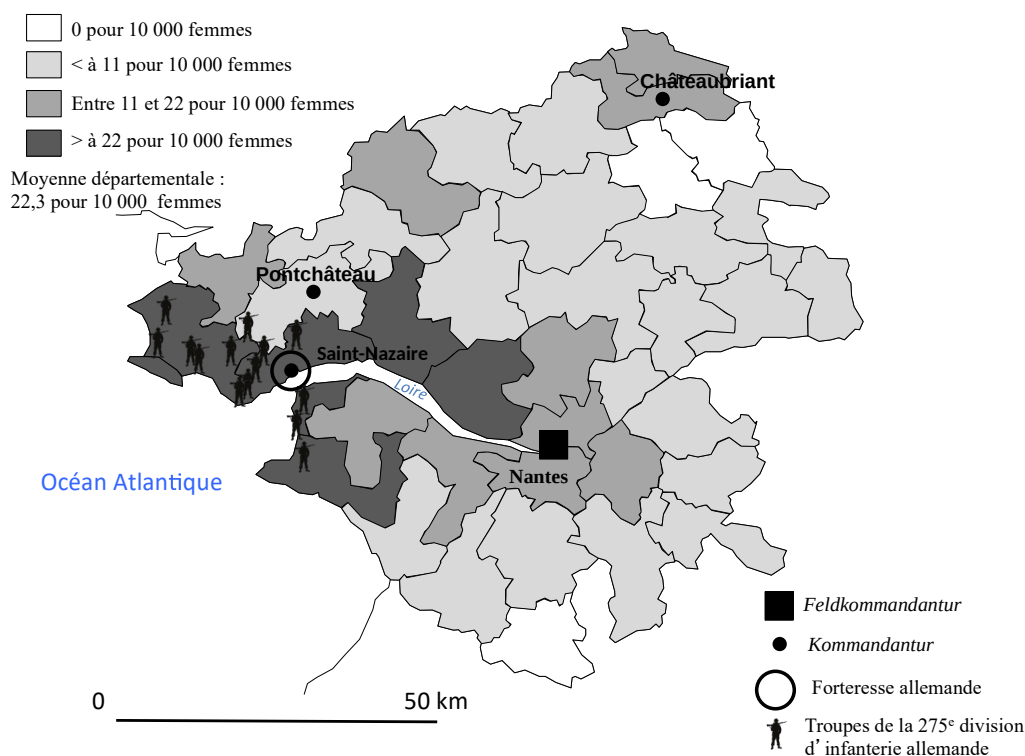 0 pour 10 000 femmes
< à 11 pour 10 000 femmes
Entre 11 et 22 pour 10 000 femmes
> à 22 pour 10 000 femmes
Moyenne départementale :
22,3 pour 10 000 femmes
Châteaubriant
Pontchâteau
Saint-Nazaire
Loire
Océan Atlantique
Nantes
Feldkommandantur
Kommandantur
Forteresse allemande
Troupes de la 275e division
d’infanterie allemande
0 50 km